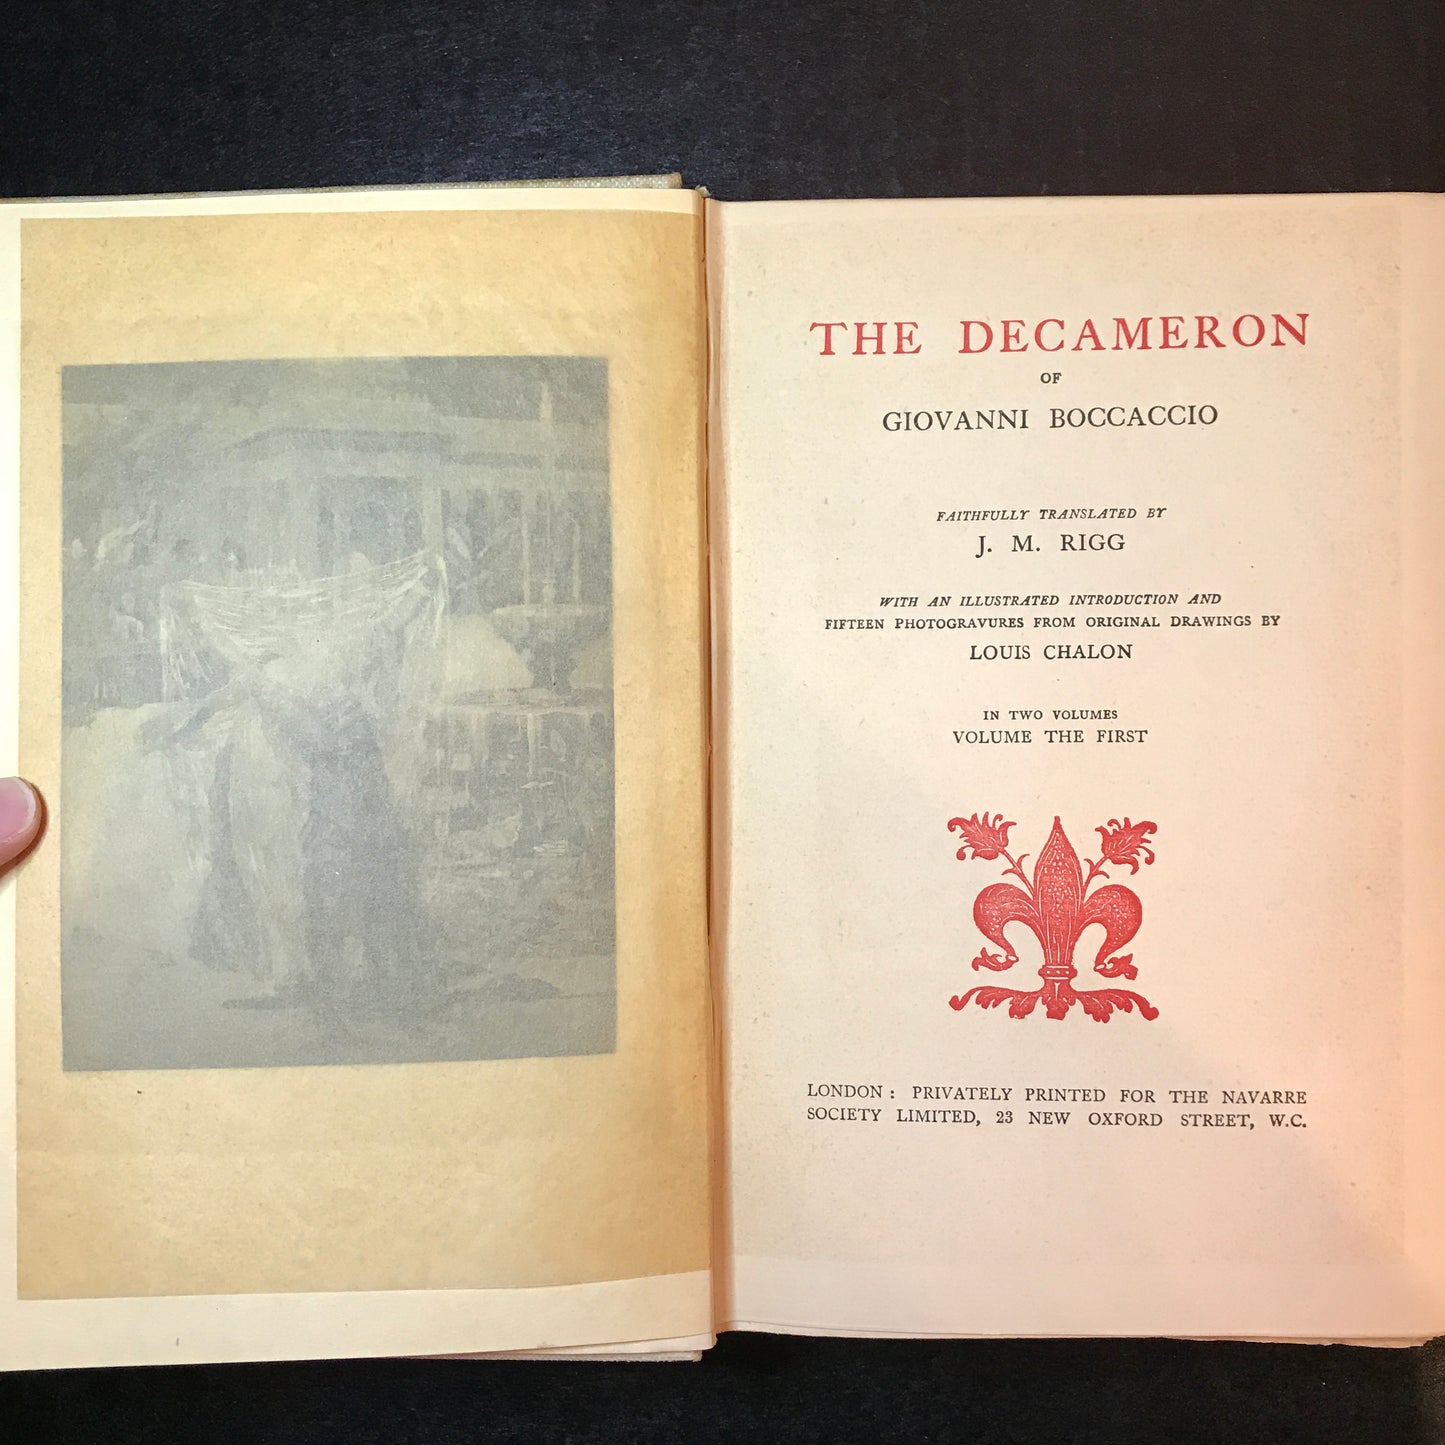 THE DECAMERON
OF
GIOVANNI BOCCACCIO
FAITHFULLY TRANSLATED BY
J. M. RIGG
WITH AN ILLUSTRATED INTRODUCTION AND
FIFTEEN PHOTOGRAVURES FROM ORIGINAL DRAWINGS BY
LOUIS CHALON
IN TWO VOLUMES
VOLUME THE FIRST
LONDON : PRIVATELY PRINTED FOR THE NAVARRE
SOCIETY LIMITED, 23 NEW OXFORD STREET, W.C.